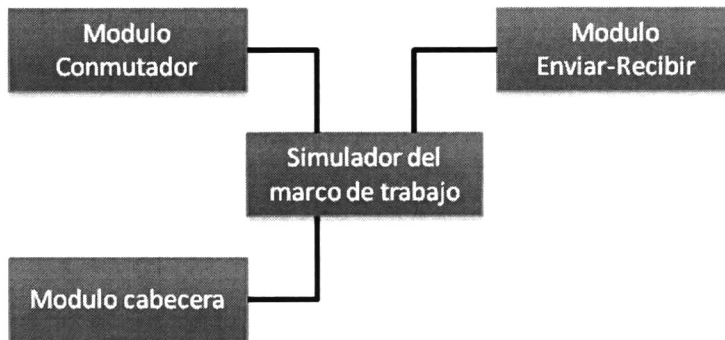 Modulo
Conmutador
Modulo
Enviar-Recibir
Simulador del
marco de trabajo
Modulo cabecera